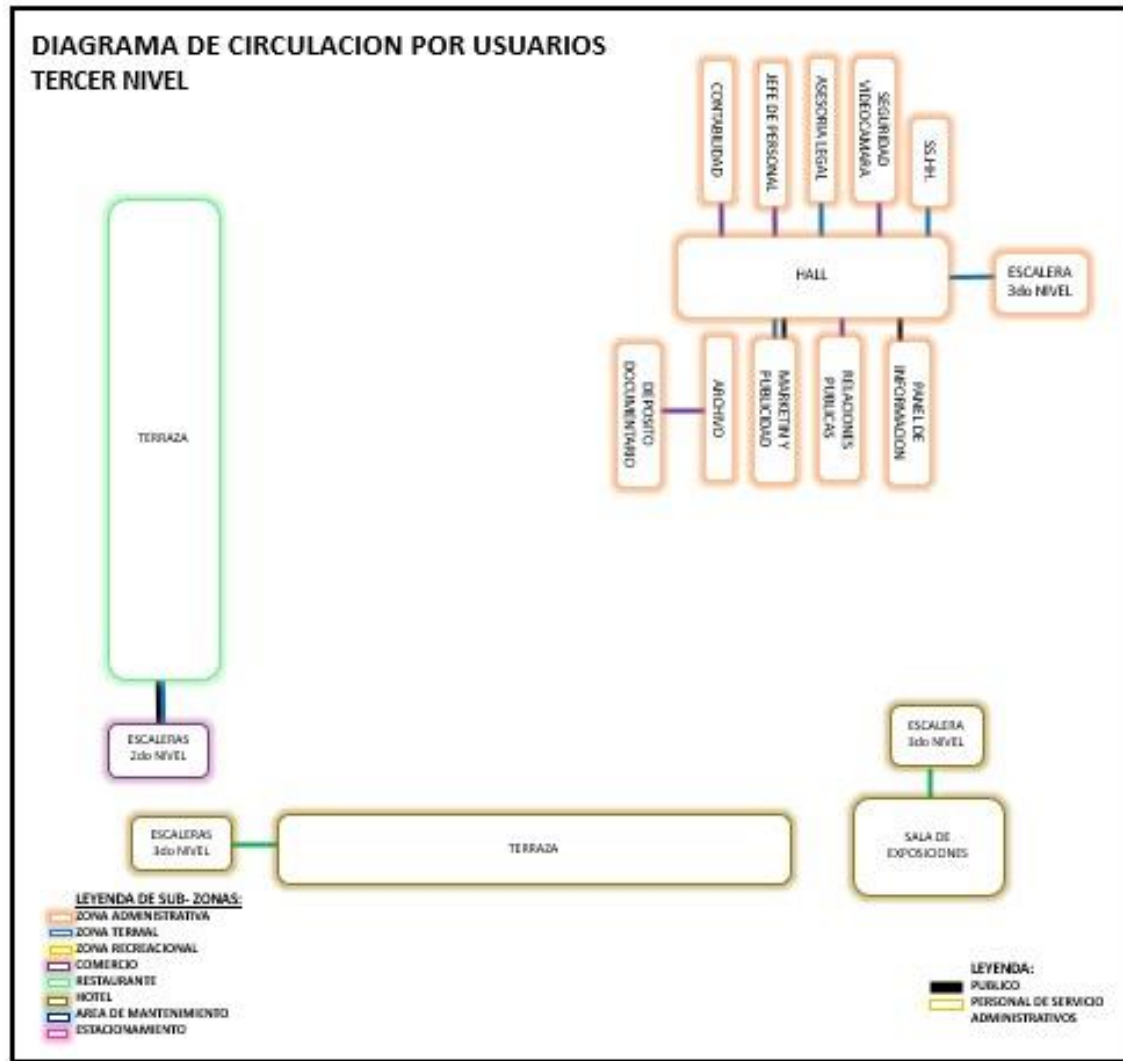 DIAGRAMA DE CIRCULACION POR USUARIOS
TERCER NIVEL
CONTABILIDAD
JEFE DE PERSONAL
ASESORIA LEGAL
SEGURIDAD
VIDEOCAMARA
SS.HH.
HALL
ESCALERA
3do NIVEL
DEPOSITO
DOCUMENTARIO
ARCHIVO
MARKETIN Y
PUBLICIDAD
RELACIONES
PUBLICAS
PANEL DE
INFORMACION
TERRAZA
ESCALERAS
2do NIVEL
ESCALERA
3do NIVEL
ESCALERAS
3do NIVEL
TERRAZA
SALA DE
EXPOSICIONES
LEYENDA DE SUB- ZONAS:
ZONA ADMINISTRATIVA
ZONA TERMAL
ZONA RECREACIONAL
COMERCIO
RESTAURANTE
HOTEL
AREA DE MANTENIMIENTO
ESTACIONAMIENTO
LEYENDA:
PUBLICO
PERSONAL DE SERVICIO
ADMINISTRATIVOS